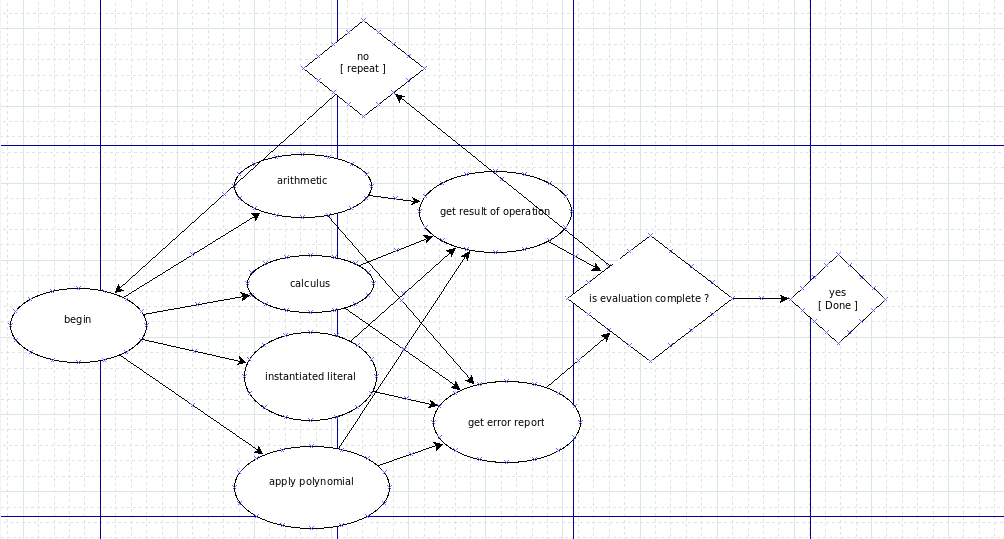 no
[ repeat ]
arithmetic
get result of operation
calculus
is evaluation complete ?
yes
[ Done ]
begin
instantiated literal
get error report
apply polynomial